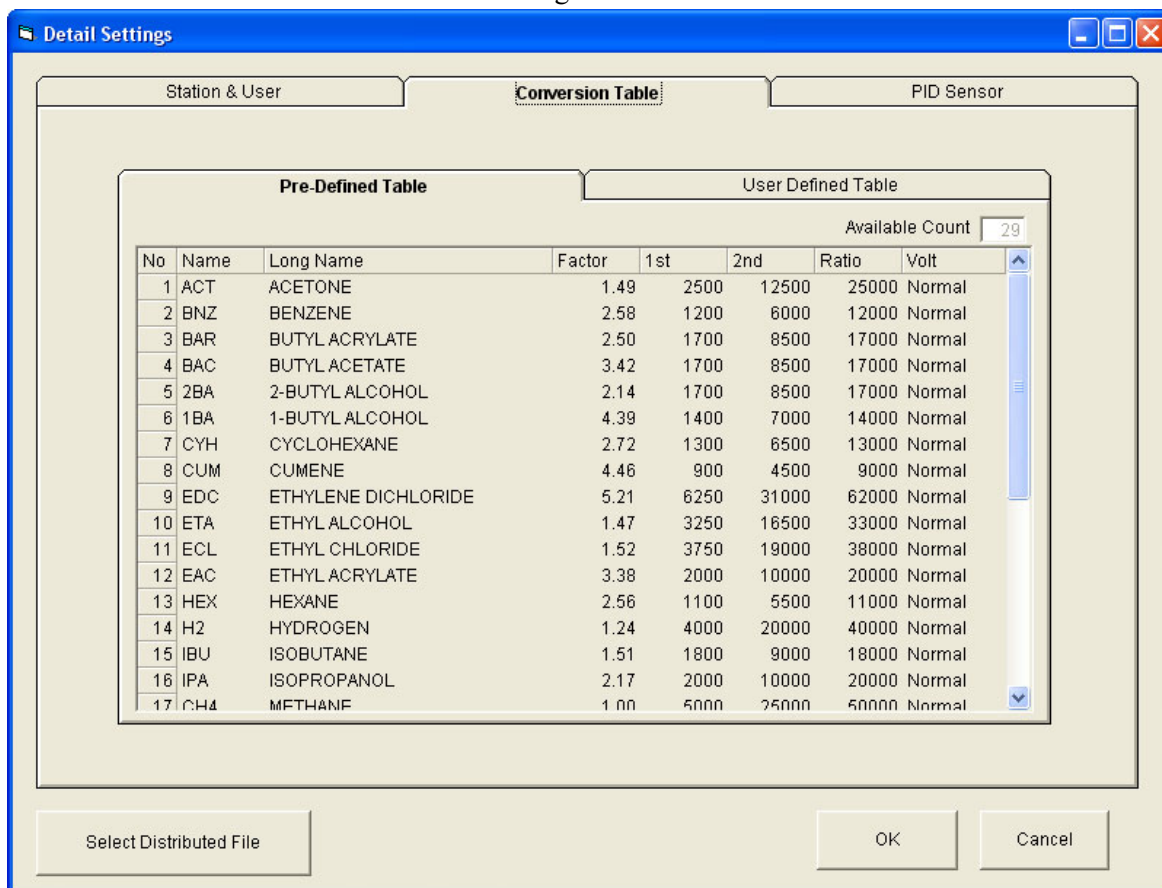 Detail Settings
Station & User Conversion Table PID Sensor
Pre-Defined Table User Defined Table
Available Count 29
No Name Long Name Factor 1st 2nd Ratio Volt
1 ACT ACETONE 1.49 2500 12500 25000 Normal
2 BNZ BENZENE 2.58 1200 6000 12000 Normal
3 BAR BUTYL ACRYLATE 2.50 1700 8500 17000 Normal
4 BAC BUTYL ACETATE 3.42 1700 8500 17000 Normal
5 2BA 2-BUTYL ALCOHOL 2.14 1700 8500 17000 Normal
6 1BA 1-BUTYL ALCOHOL 4.39 1400 7000 14000 Normal
7 CYH CYCLOHEXANE 2.72 1300 6500 13000 Normal
8 CUM CUMENE 4.46 900 4500 9000 Normal
9 EDC ETHYLENE DICHLORIDE 5.21 6250 31000 62000 Normal
10 ETA ETHYL ALCOHOL 1.47 3250 16500 33000 Normal
11 ECL ETHYL CHLORIDE 1.52 3750 19000 38000 Normal
12 EAC ETHYL ACRYLATE 3.38 2000 10000 20000 Normal
13 HEX HEXANE 2.56 1100 5500 11000 Normal
14 H2 HYDROGEN 1.24 4000 20000 40000 Normal
15 IBU ISOBUTANE 1.51 1800 9000 18000 Normal
16 IPA ISOPROPANOL 2.17 2000 10000 20000 Normal
17 CH4 METHANE 1.00 5000 25000 50000 Normal
Select Distributed File OK Cancel